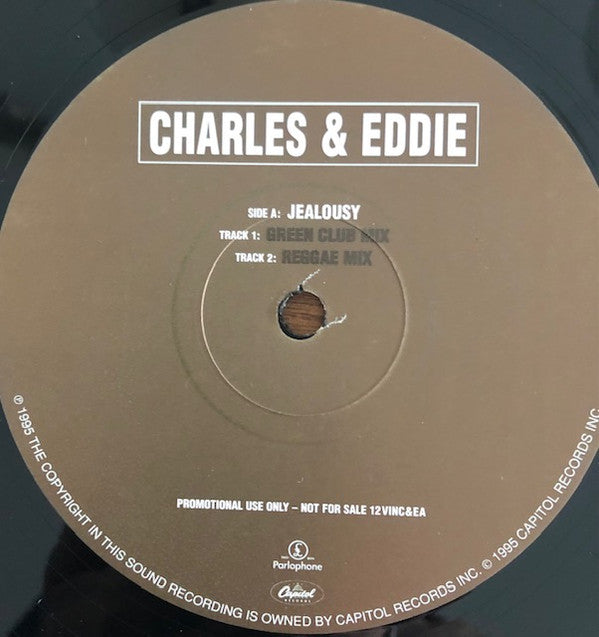 CHARLES & EDDIE
SIDE A: JEALOUSY
TRACK 1: GREEN CLUB MIX
TRACK 2: REGGAE MIX
PROMOTIONAL USE ONLY – NOT FOR SALE 12VINC&EA
Parlophone
Capitol
RECORDS
℗ 1995 THE COPYRIGHT IN THIS SOUND RECORDING IS OWNED BY CAPITOL RECORDS INC. © 1995 CAPITOL RECORDS INC.